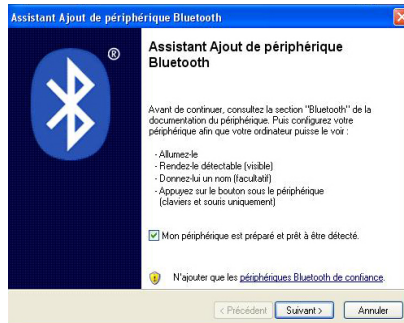 Assistant Ajout de périphérique Bluetooth
®
Assistant Ajout de périphérique
Bluetooth
Avant de continuer, consultez la section "Bluetooth" de la
documentation du périphérique. Puis configurez votre
périphérique afin que votre ordinateur puisse le voir :
- Allumez-le
- Rendez-le détectable (visible)
- Donnez-lui un nom (facultatif)
- Appuyez sur le bouton sous le périphérique
(claviers et souris uniquement)
Mon périphérique est préparé et prêt à être détecté.
N'ajouter que les périphériques Bluetooth de confiance.
< Précédent Suivant > Annuler